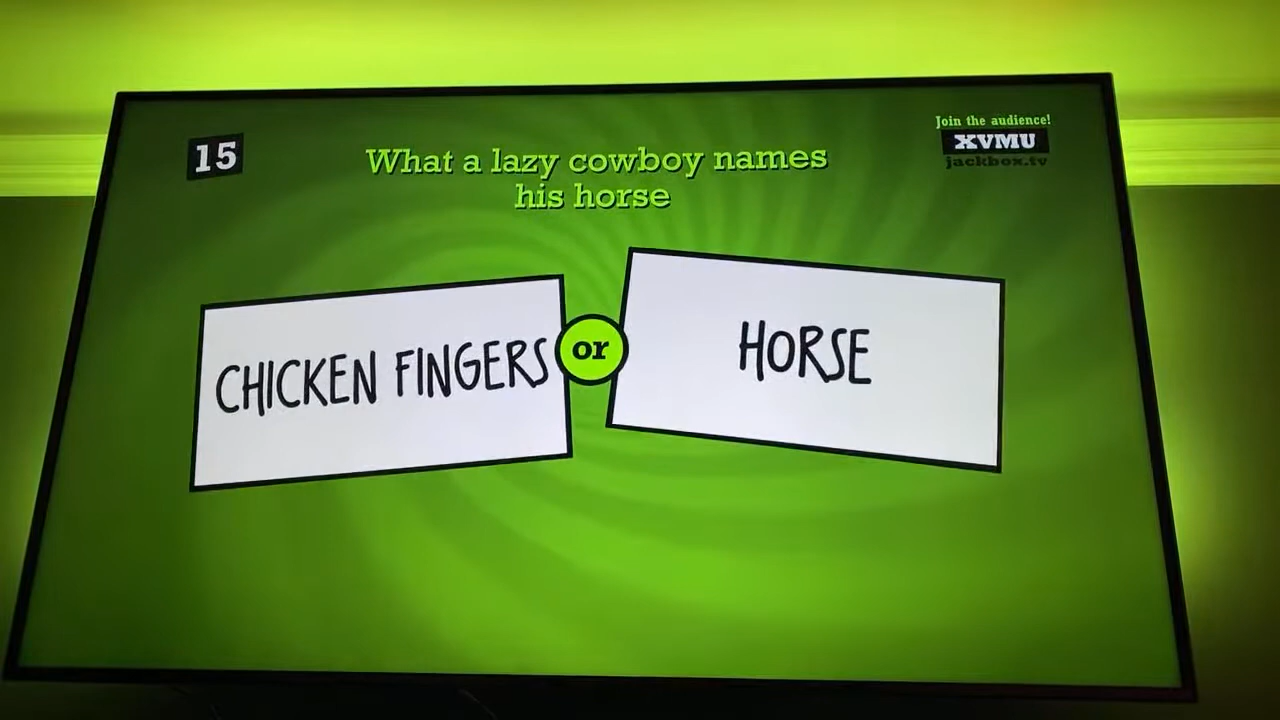 15
What a lazy cowboy names
his horse
Join the audience!
XVMU
jackbox.tv
CHICKEN FINGERS
or
HORSE